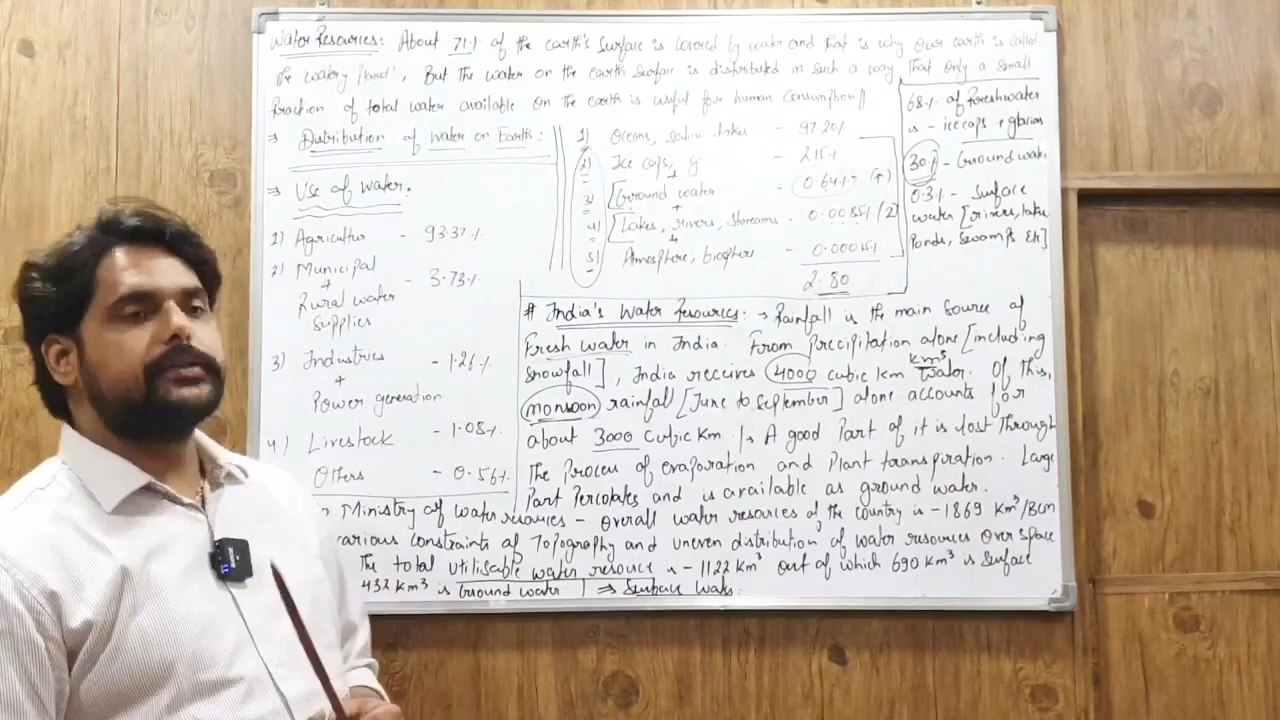 Water Resources: About 71% of the earth's surface is covered by water and that is why our earth is called
the watery Planet', But the water on the earth surface is distributed in such a way that only a small
fraction of total water available on the earth is useful for human consumption//
⇒ Distribution of water on Earth:
1) Oceans, salin lakes - 97.20%
2) Ice caps, g - 2.15%
+
3) [Ground water - 0.64%
+
4) [Lakes, rivers, streams - 0.008%
+
5) Atmosphere, biosphere - 0.0001%
2.80
68% of freshwater
is - ice caps + glacier
30% - Ground wate
0.3% - Surface
water [rivers, lake
Ponds, Swamps Etc]
⇒ Use of water.
1) Agricultur - 93.37%
2) Municipal
+ - 3.73%
Rural water
supplies
3) Industries - 1.26%
+
Power generation
4) Livestock - 1.08%
Others - 0.56%
# India's Water Resources: → Rainfall is the main source of
Fresh water in India. From Precipitation alone [including
snowfall], India receives 4000 cubic km water. Of this,
km³
monsoon rainfall [June to September] alone accounts for
about 3000 cubic km. A good Part of it is lost through
the Process of evaporation and Plant transpiration. Large
Part Percolates and is available as ground water.
Ministry of water resources - overall water resources of the country is - 1869 km³/BCM
various constraints of Topography and uneven distribution of water resources over space
The total utilisable water resource is - 1122 km³ out of which 690 km³ is surface
432 km³ is Ground water ⇒ Surface Wate